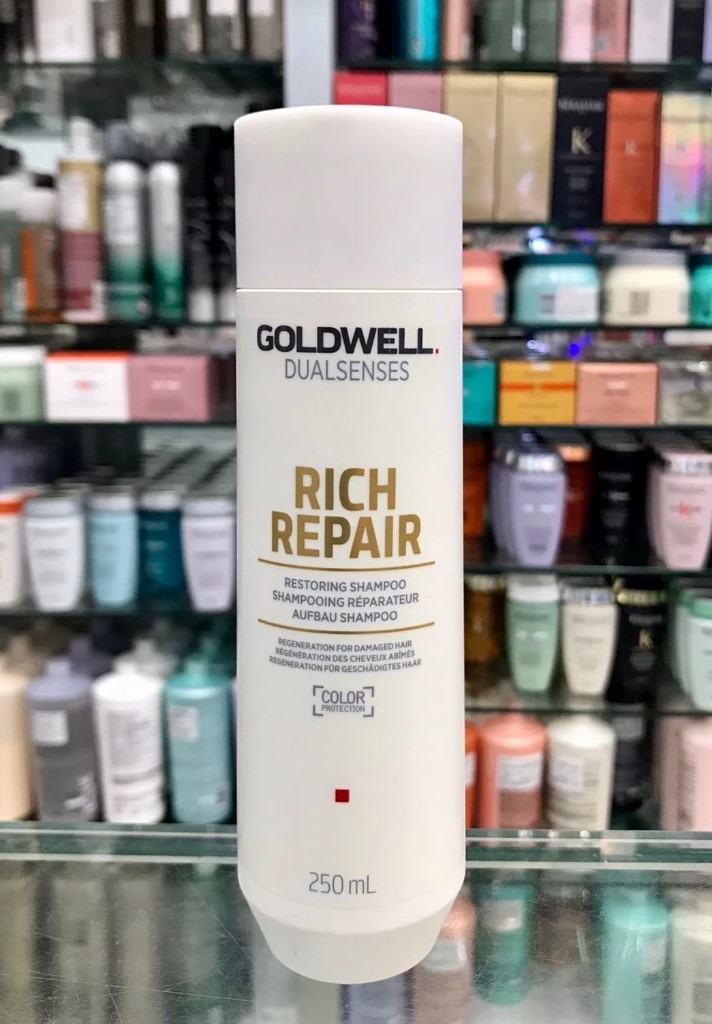 GOLDWELL.
DUALSENSES
RICH
REPAIR
RESTORING SHAMPOO
SHAMPOOING RÉPARATEUR
AUFBAU SHAMPOO
REGENERATION FOR DAMAGED HAIR
RÉGÉNÉRATION DES CHEVEUX ABÎMÉS
REGENERATION FÜR GESCHÄDIGTES HAAR
COLOR
PROTECTION
250 mL
K
K